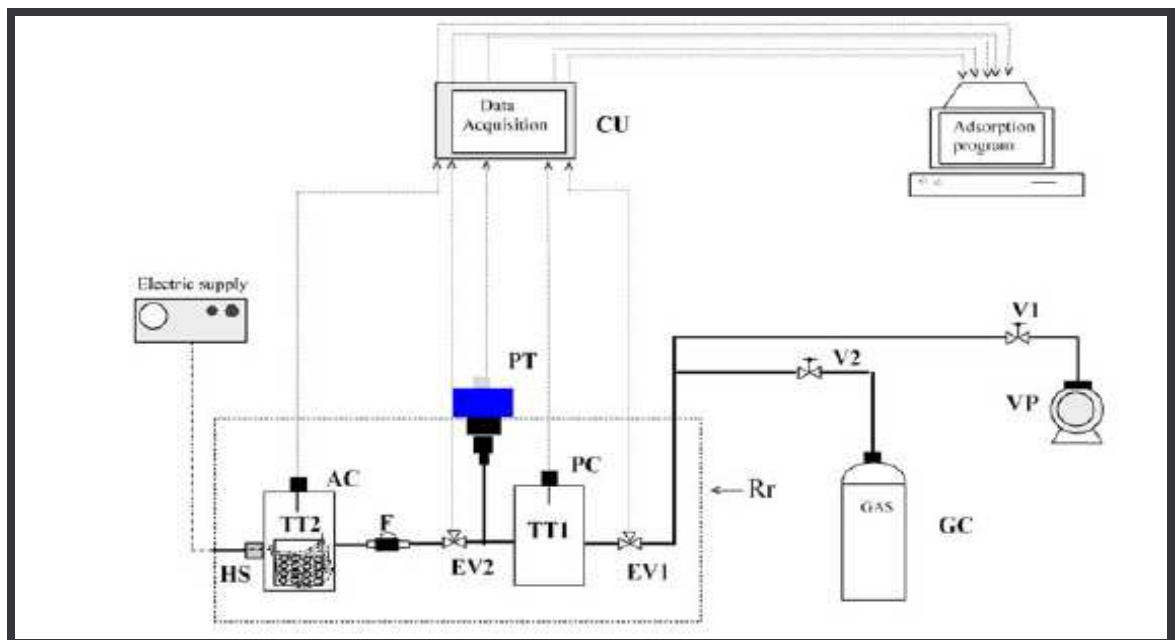 Data
Acquisition
CU
Adsorption
program
Electric supply
V1
PT
V2
VP
AC
PC
Rr
TT2
F
TT1
GAS
GC
HS
EV2
EV1